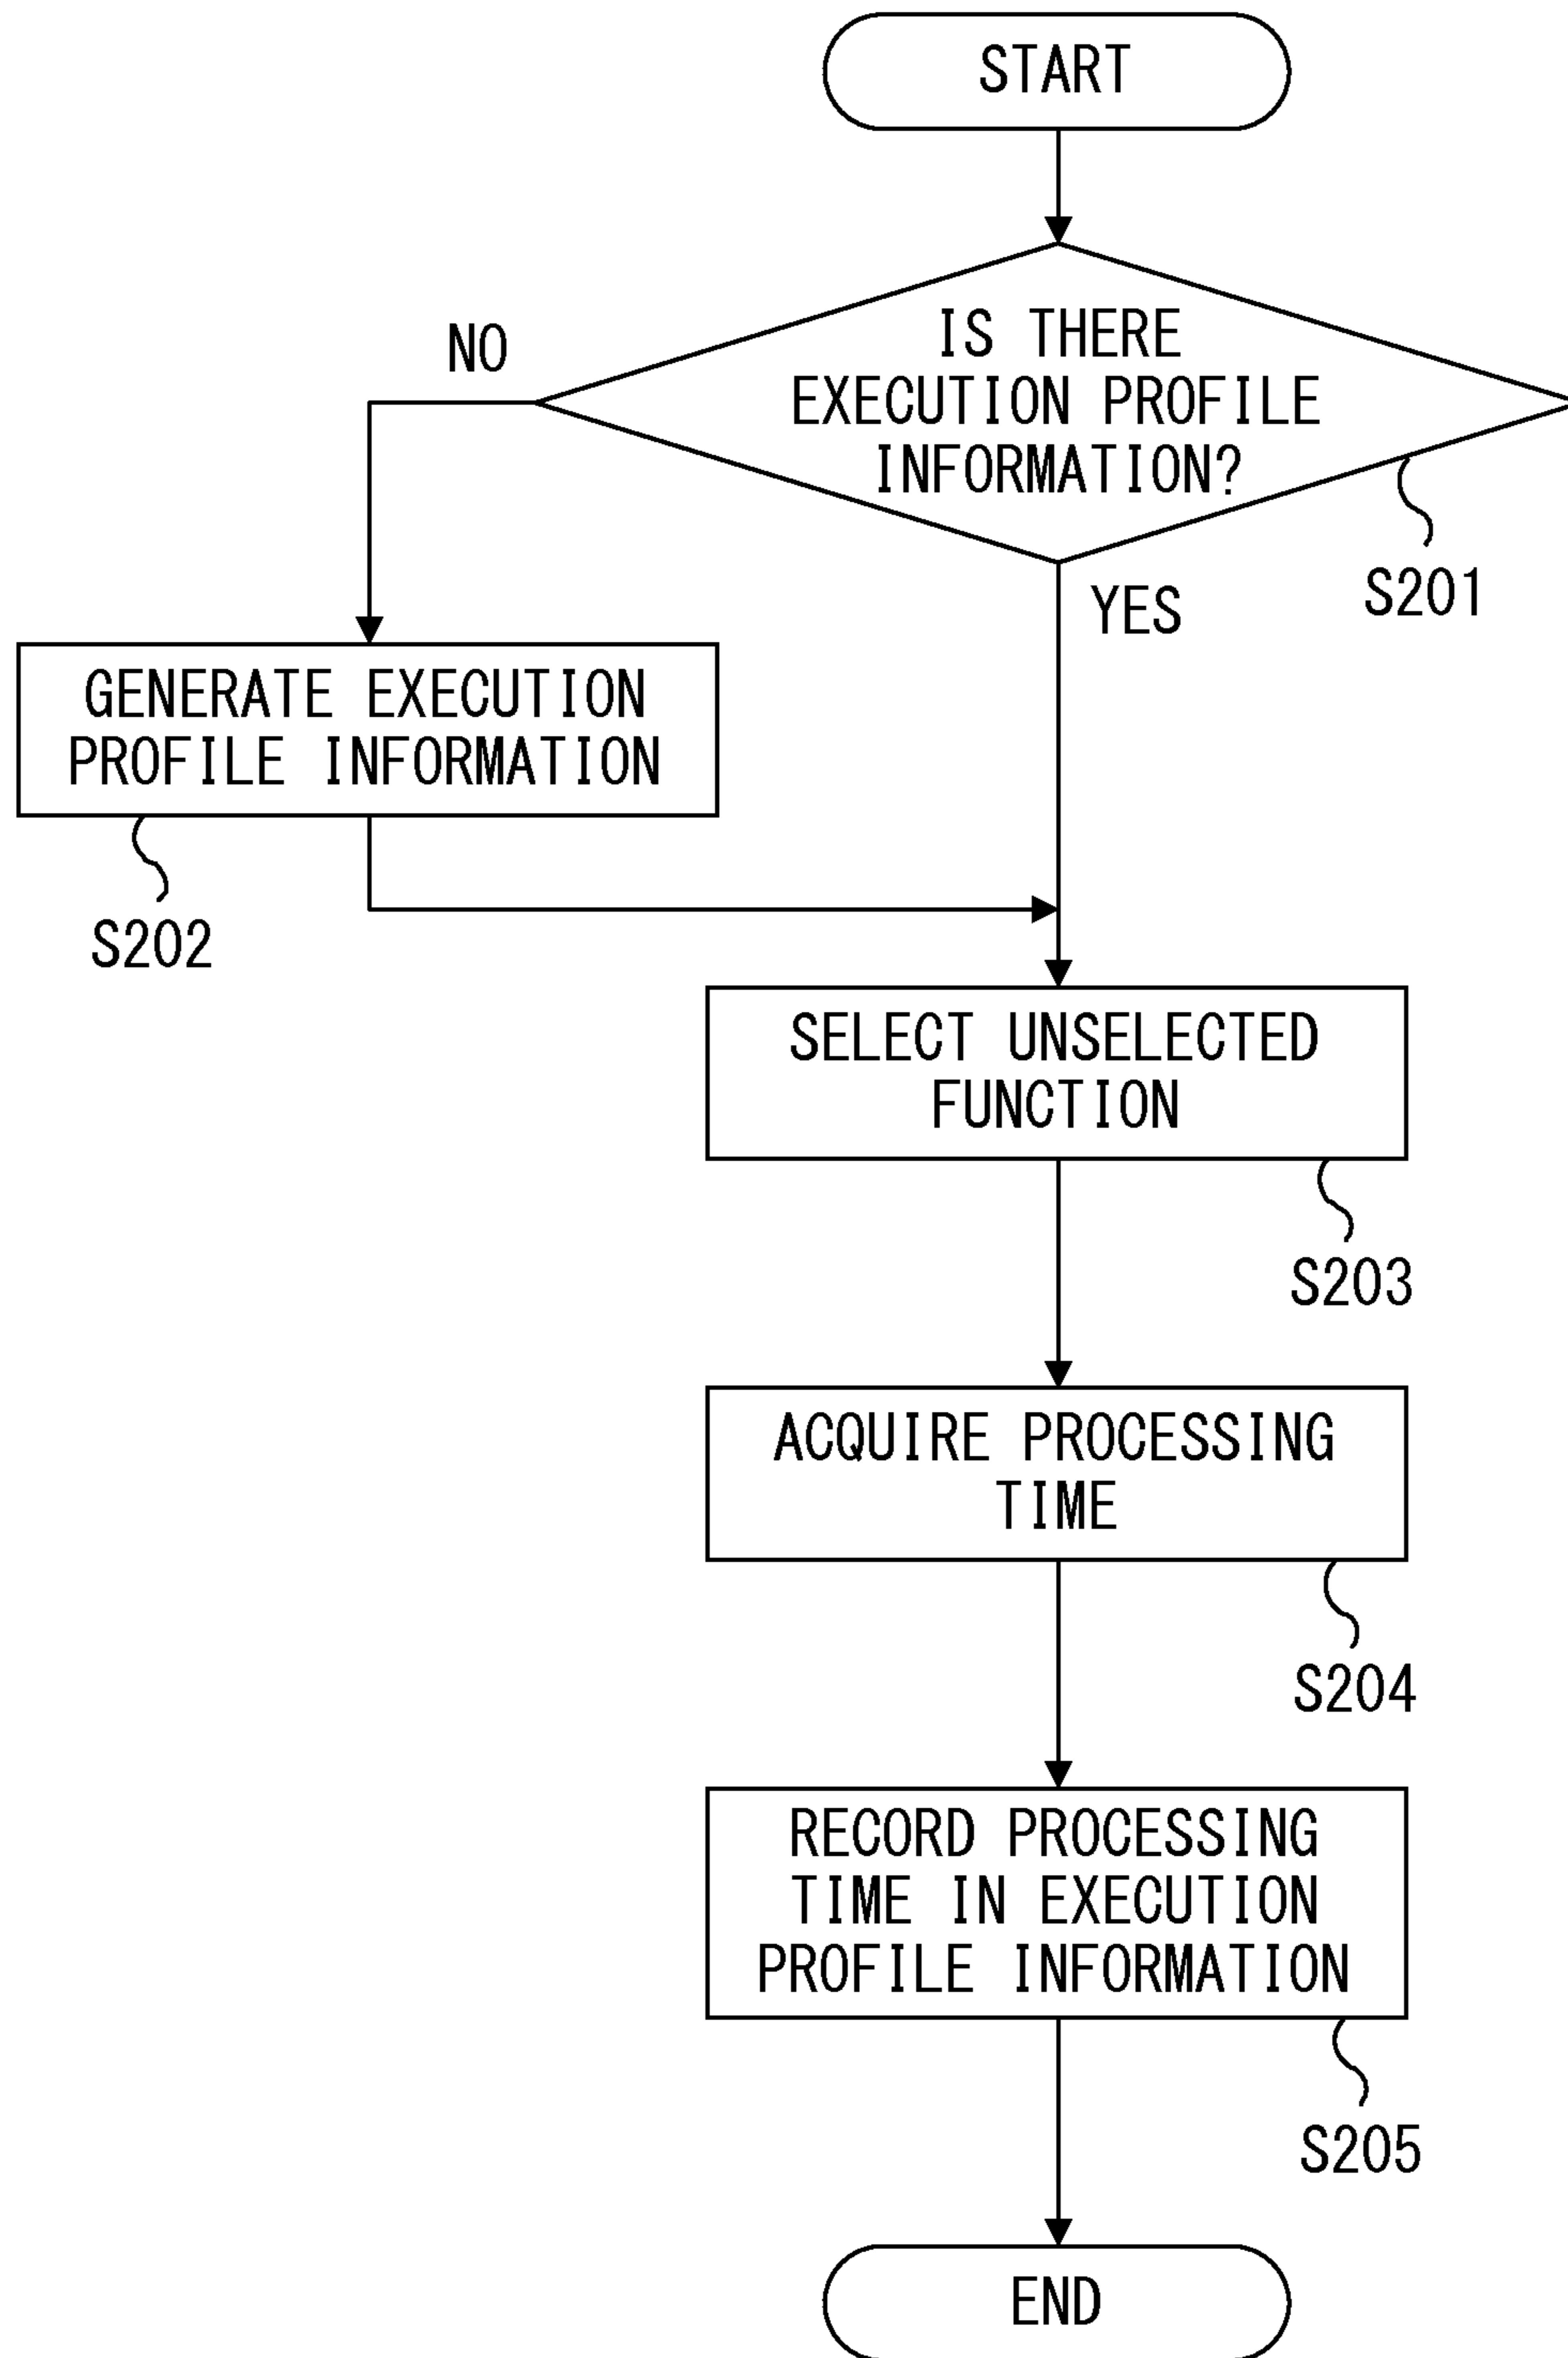 START
IS THERE
EXECUTION PROFILE
INFORMATION?
NO
S201
YES
GENERATE EXECUTION
PROFILE INFORMATION
S202
SELECT UNSELECTED
FUNCTION
S203
ACQUIRE PROCESSING
TIME
S204
RECORD PROCESSING
TIME IN EXECUTION
PROFILE INFORMATION
S205
END